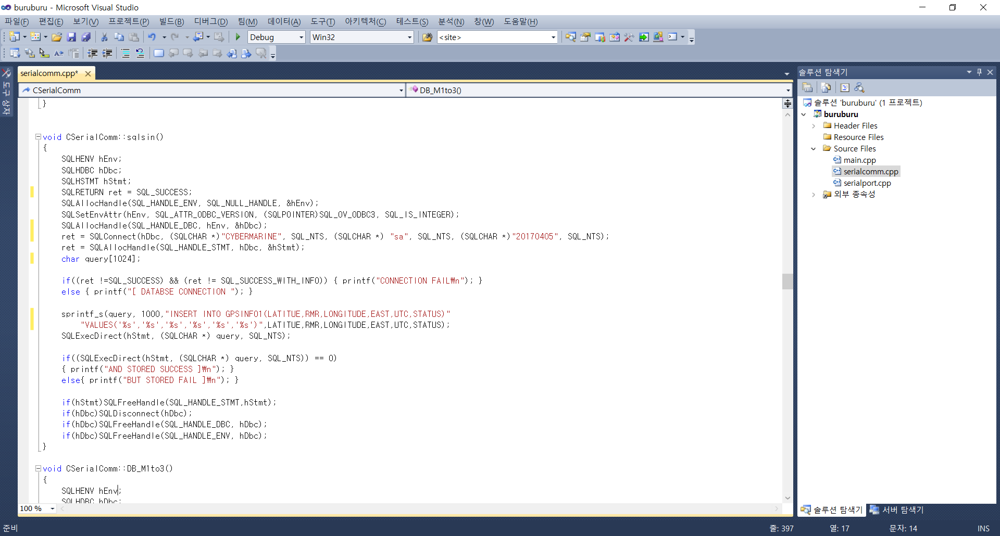 buruburu - Microsoft Visual Studio
파일(F) 편집(E) 보기(V) 프로젝트(P) 빌드(B) 디버그(D) 팀(M) 데이터(A) 도구(T) 아키텍처(C) 테스트(S) 분석(N) 창(W) 도움말(H)
Debug Win32 <site>
도구 상자
serialcomm.cpp*
CSerialComm DB_M1to3()
}
void CSerialComm::sqlsin()
{
SQLHENV hEnv;
SQLHDBC hDbc;
SQLHSTMT hStmt;
SQLRETURN ret = SQL_SUCCESS;
SQLAllocHandle(SQL_HANDLE_ENV, SQL_NULL_HANDLE, &hEnv);
SQLSetEnvAttr(hEnv, SQL_ATTR_ODBC_VERSION, (SQLPOINTER)SQL_OV_ODBC3, SQL_IS_INTEGER);
SQLAllocHandle(SQL_HANDLE_DBC, hEnv, &hDbc);
ret = SQLConnect(hDbc, (SQLCHAR *)"CYBERMARINE", SQL_NTS, (SQLCHAR *) "sa", SQL_NTS, (SQLCHAR *)"20170405", SQL_NTS);
ret = SQLAllocHandle(SQL_HANDLE_STMT, hDbc, &hStmt);
char query[1024];
if((ret !=SQL_SUCCESS) && (ret != SQL_SUCCESS_WITH_INFO)) { printf("CONNECTION FAIL₩n"); }
else { printf("[ DATABSE CONNECTION "); }
sprintf_s(query, 1000,"INSERT INTO GPSINFO1(LATITUE,RMR,LONGITUDE,EAST,UTC,STATUS)"
"VALUES('%s','%s','%s','%s','%s','%s')",LATITUE,RMR,LONGITUDE,EAST,UTC,STATUS);
SQLExecDirect(hStmt, (SQLCHAR *) query, SQL_NTS);
if((SQLExecDirect(hStmt, (SQLCHAR *) query, SQL_NTS)) == 0)
{ printf("AND STORED SUCCESS ]₩n"); }
else{ printf("BUT STORED FAIL ]₩n"); }
if(hStmt)SQLFreeHandle(SQL_HANDLE_STMT,hStmt);
if(hDbc)SQLDisconnect(hDbc);
if(hDbc)SQLFreeHandle(SQL_HANDLE_DBC, hDbc);
if(hDbc)SQLFreeHandle(SQL_HANDLE_ENV, hDbc);
}
void CSerialComm::DB_M1to3()
{
SQLHENV hEnv;
SQLHDBC hDbc;
100 %
솔루션 탐색기
솔루션 'buruburu' (1 프로젝트)
buruburu
Header Files
Resource Files
Source Files
main.cpp
serialcomm.cpp
serialport.cpp
외부 종속성
솔루션 탐색기 서버 탐색기
준비 줄: 397 열: 17 문자: 14 INS